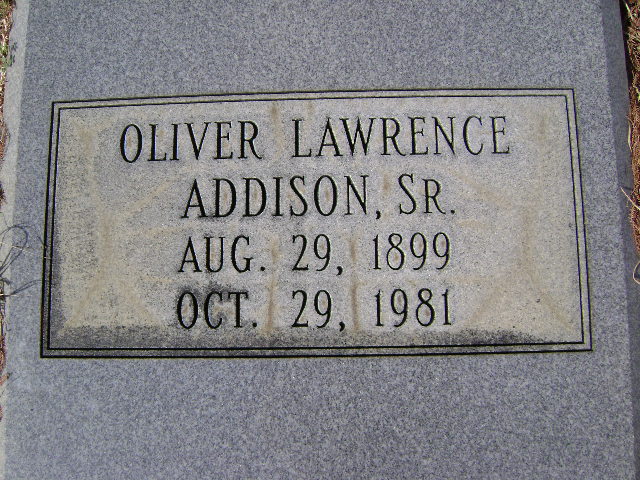 OLIVER LAWRENCE
ADDISON, SR.
AUG. 29, 1899
OCT. 29, 1981